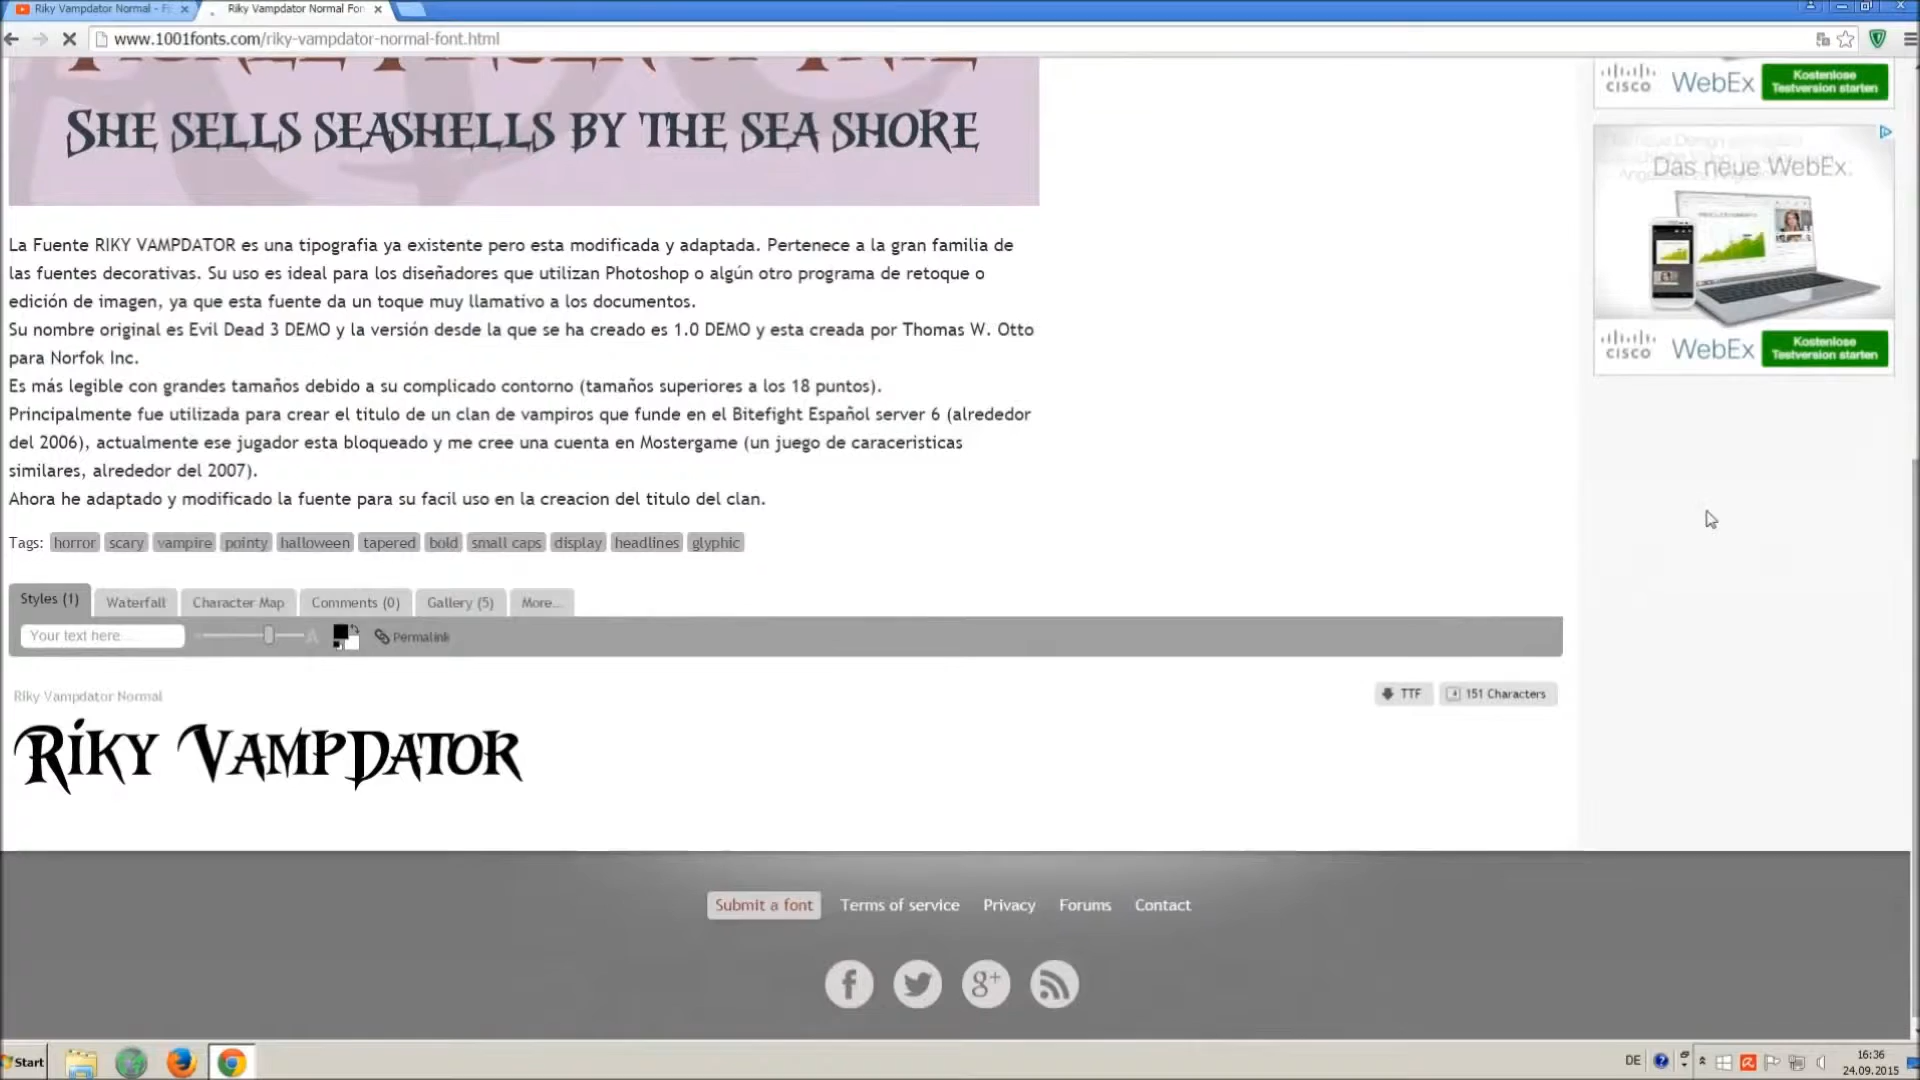 Riky Vampdator Normal - F
Riky Vampdator Normal Fon
www.1001fonts.com/riky-vampdator-normal-font.html
SHE SELLS SEASHELLS BY THE SEA SHORE
CISCO WebEx Kostenlose
Testversion starten
Das neue WebEx.
CISCO WebEx Kostenlose
Testversion starten
La Fuente RIKY VAMPDATOR es una tipografia ya existente pero esta modificada y adaptada. Pertenece a la gran familia de
las fuentes decorativas. Su uso es ideal para los diseñadores que utilizan Photoshop o algún otro programa de retoque o
edición de imagen, ya que esta fuente da un toque muy llamativo a los documentos.
Su nombre original es Evil Dead 3 DEMO y la versión desde la que se ha creado es 1.0 DEMO y esta creada por Thomas W. Otto
para Norfok Inc.
Es más legible con grandes tamaños debido a su complicado contorno (tamaños superiores a los 18 puntos).
Principalmente fue utilizada para crear el titulo de un clan de vampiros que funde en el Bitefight Español server 6 (alrededor
del 2006), actualmente ese jugador esta bloqueado y me cree una cuenta en Mostergame (un juego de caraceristicas
similares, alrededor del 2007).
Ahora he adaptado y modificado la fuente para su facil uso en la creacion del titulo del clan.
Tags: horror scary vampire pointy halloween tapered bold small caps display headlines glyphic
Styles (1) Waterfall Character Map Comments (0) Gallery (5) More...
Your text here... A Permalink
Riky Vampdator Normal TTF 151 Characters
RiKY VAMPDATOR
Submit a font Terms of service Privacy Forums Contact
Start DE 16:36
24.09.2015